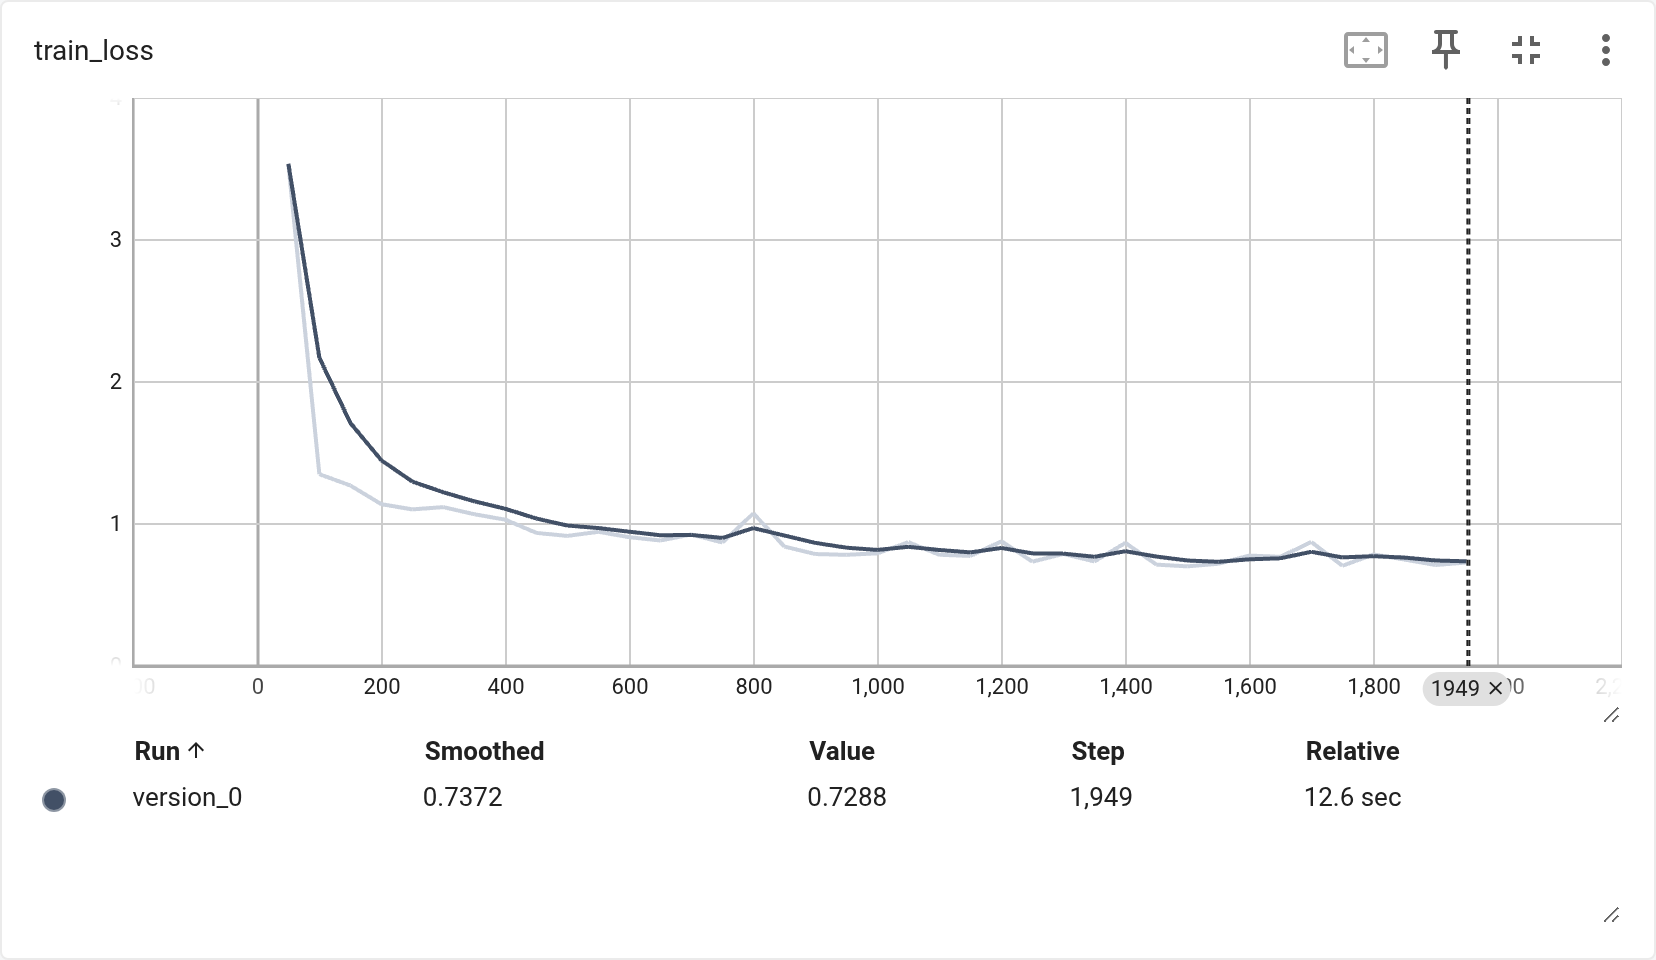 train_loss
3
2
1
0 200 400 600 800 1,000 1,200 1,400 1,600 1,800 1949 ×
Run ↑ Smoothed Value Step Relative
version_0 0.7372 0.7288 1,949 12.6 sec